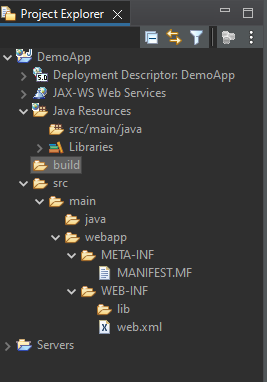 Project Explorer
DemoApp
Deployment Descriptor: DemoApp
JAX-WS Web Services
Java Resources
src/main/java
Libraries
build
src
main
java
webapp
META-INF
MANIFEST.MF
WEB-INF
lib
web.xml
Servers